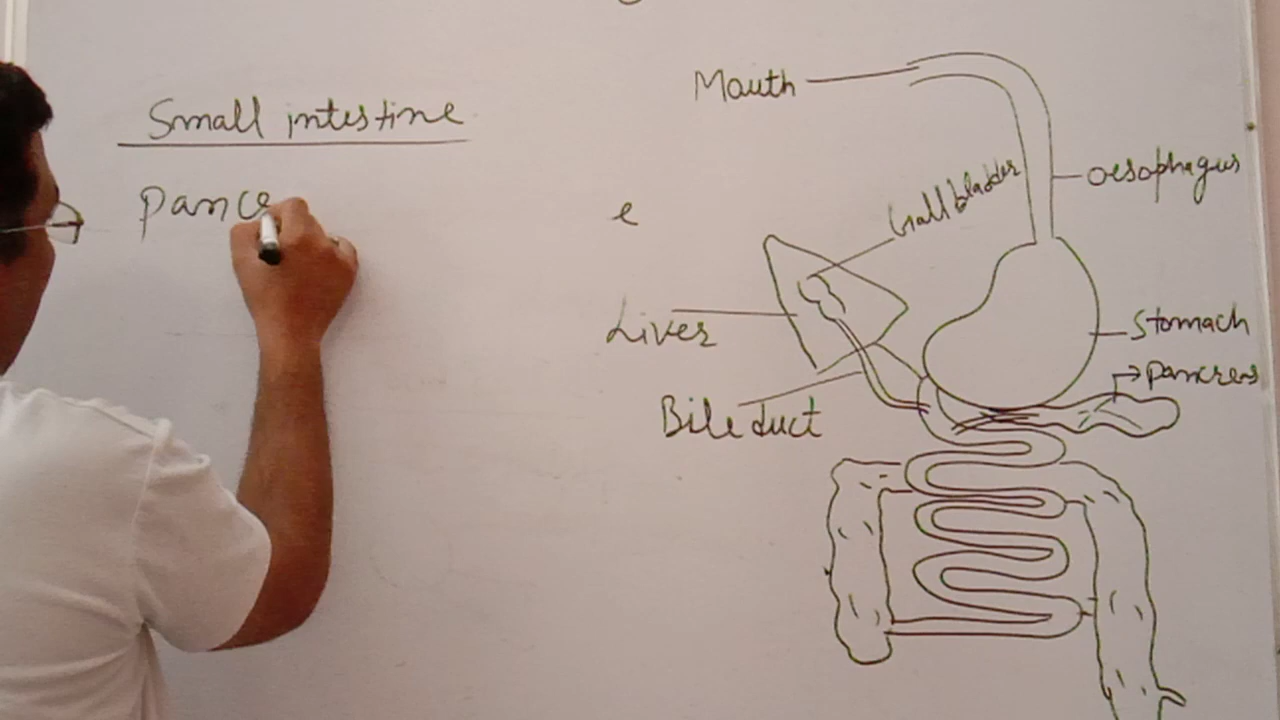 Small intestine
pance
e
Mouth
Gall bladder
oesophagus
Liver
Stomach
pancreas
Bile duct